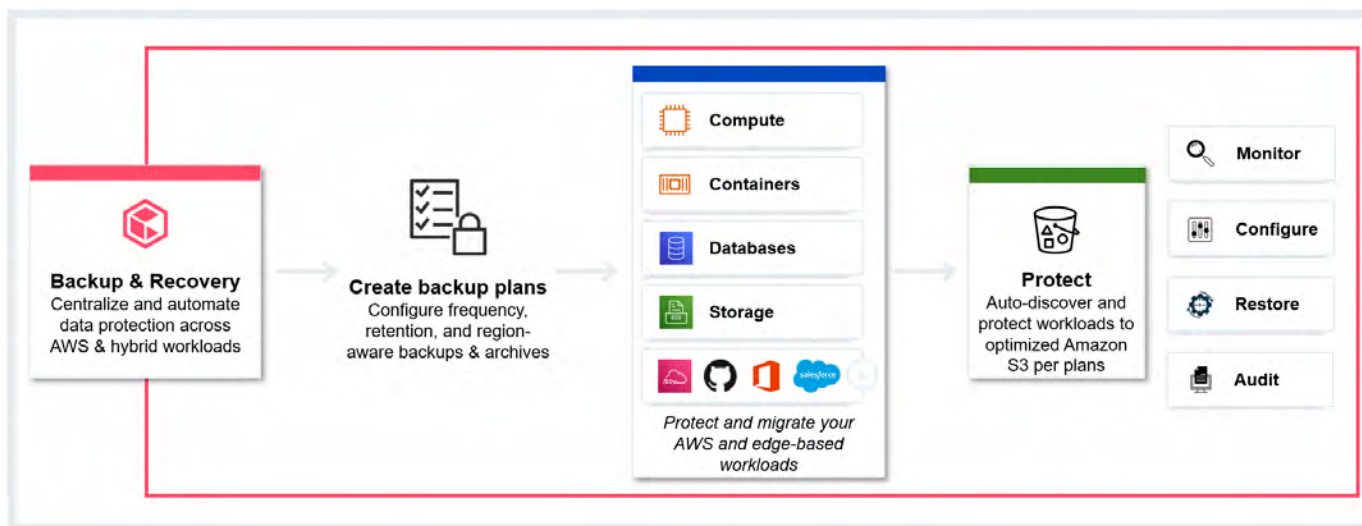 Backup & Recovery
Centralize and automate
data protection across
AWS & hybrid workloads
Create backup plans
Configure frequency,
retention, and region-
aware backups & archives
Compute
Containers
Databases
Storage
salesforce
Protect and migrate your
AWS and edge-based
workloads
Protect
Auto-discover and
protect workloads to
optimized Amazon
S3 per plans
Monitor
Configure
Restore
Audit